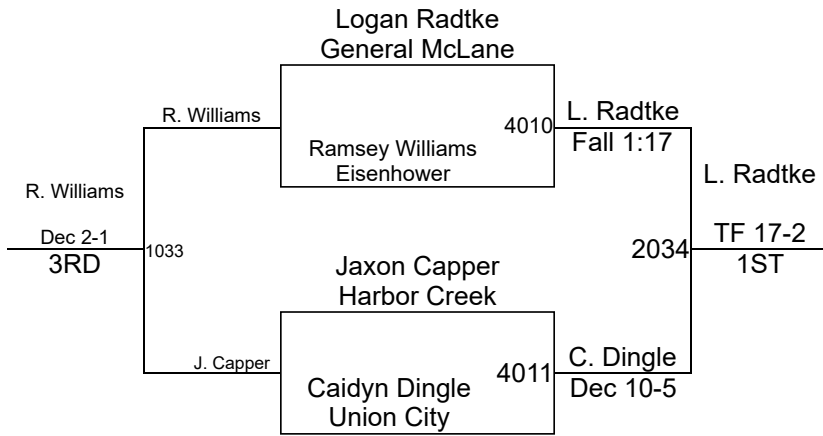 Logan Radtke
General McLane
R. Williams
4010
L. Radtke
Fall 1:17
Ramsey Williams
Eisenhower
R. Williams
L. Radtke
Dec 2-1
1033
2034
TF 17-2
3RD
1ST
Jaxon Capper
Harbor Creek
J. Capper
4011
C. Dingle
Dec 10-5
Caidyn Dingle
Union City